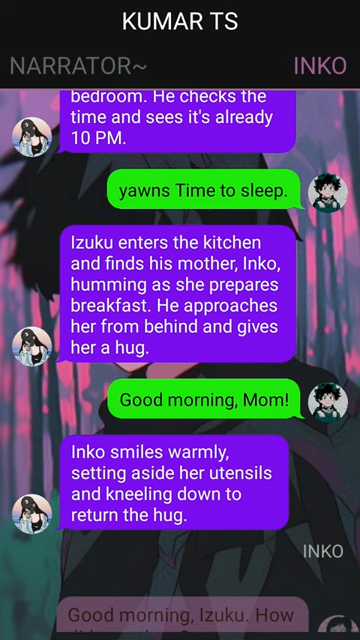 KUMAR TS
NARRATOR~ INKO
bedroom. He checks the
time and sees it's already
10 PM.
yawns Time to sleep.
Izuku enters the kitchen
and finds his mother, Inko,
humming as she prepares
breakfast. He approaches
her from behind and gives
her a hug.
Good morning, Mom!
Inko smiles warmly,
setting aside her utensils
and kneeling down to
return the hug.
INKO
Good morning, Izuku. How